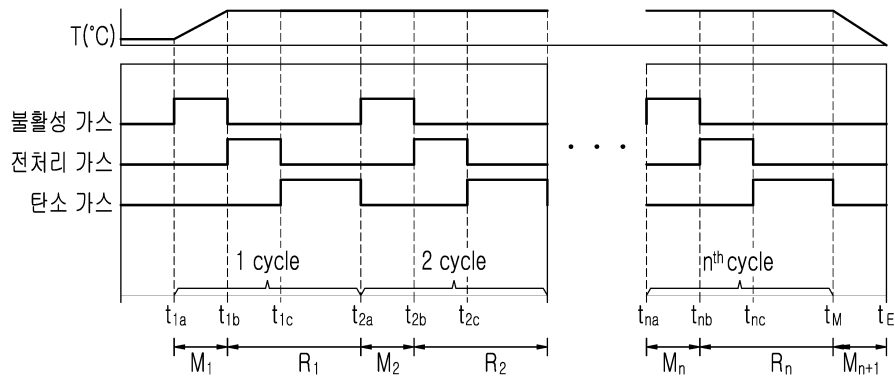 T(°C)
불활성 가스
전처리 가스
탄소 가스
· · ·
1 cycle
2 cycle
nth cycle
t1a t1b t1c t2a t2b t2c tna tnb tnc tM tE
M1 R1 M2 R2 Mn Rn Mn+1